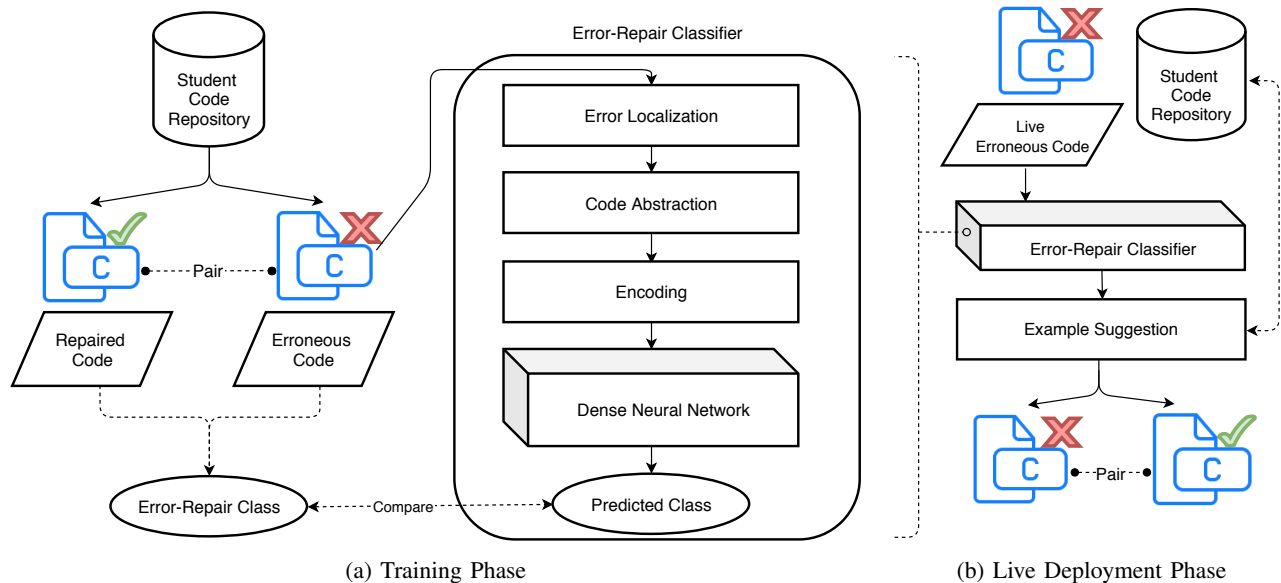 Student
Code
Repository
C
C
Pair
Repaired
Code
Erroneous
Code
Error-Repair Class
Compare
Error-Repair Classifier
Error Localization
Code Abstraction
Encoding
Dense Neural Network
Predicted Class
(a) Training Phase
C
Student
Code
Repository
Live
Erroneous Code
Error-Repair Classifier
Example Suggestion
C
C
Pair
(b) Live Deployment Phase